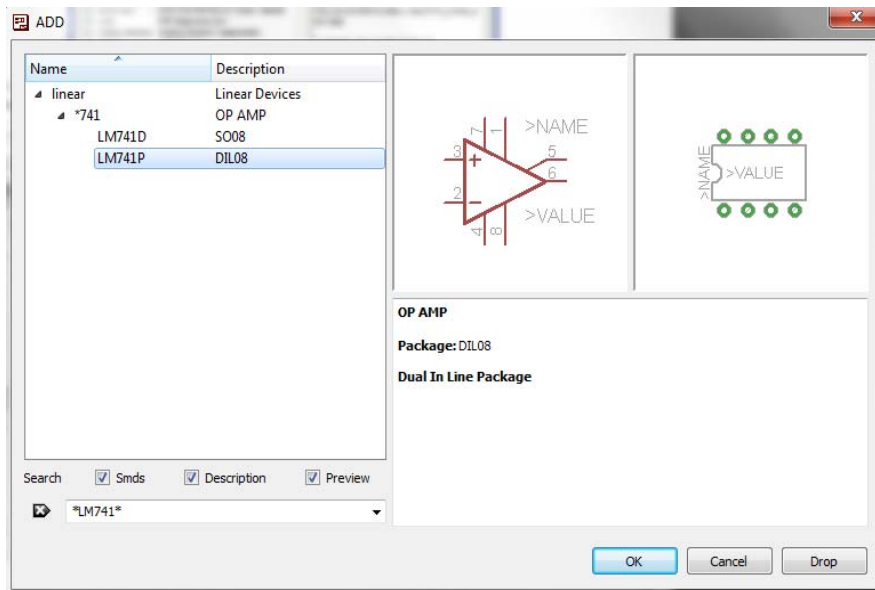 ADD
Name Description
linear Linear Devices
*741 OP AMP
LM741D SO08
LM741P DIL08
Search Smds Description Preview
*LM741*
7 1 >NAME
3 + 5
6
2 -
>VALUE
4 8
>NAME >VALUE
OP AMP
Package: DIL08
Dual In Line Package
OK Cancel Drop